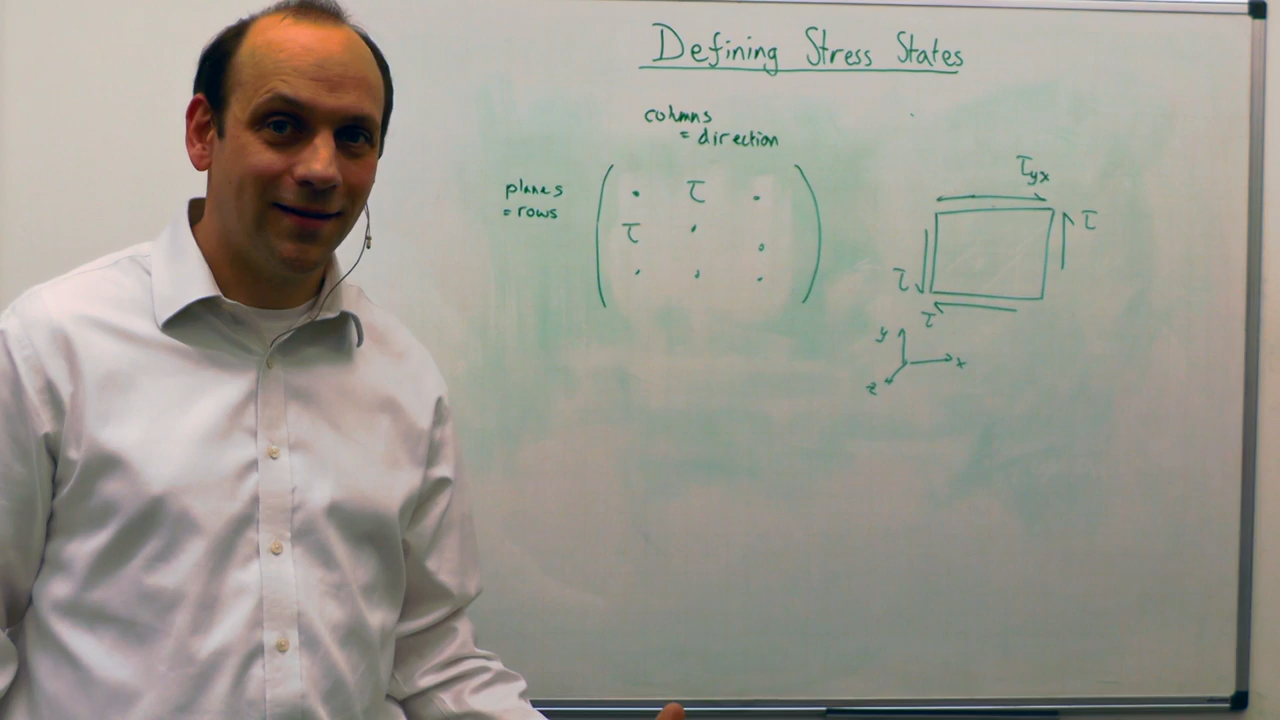 Defining Stress States
columns
= direction
planes
= rows
( · τ ·
τ · ·
· · · )
τyx
τ
τ
τ
y
x
z